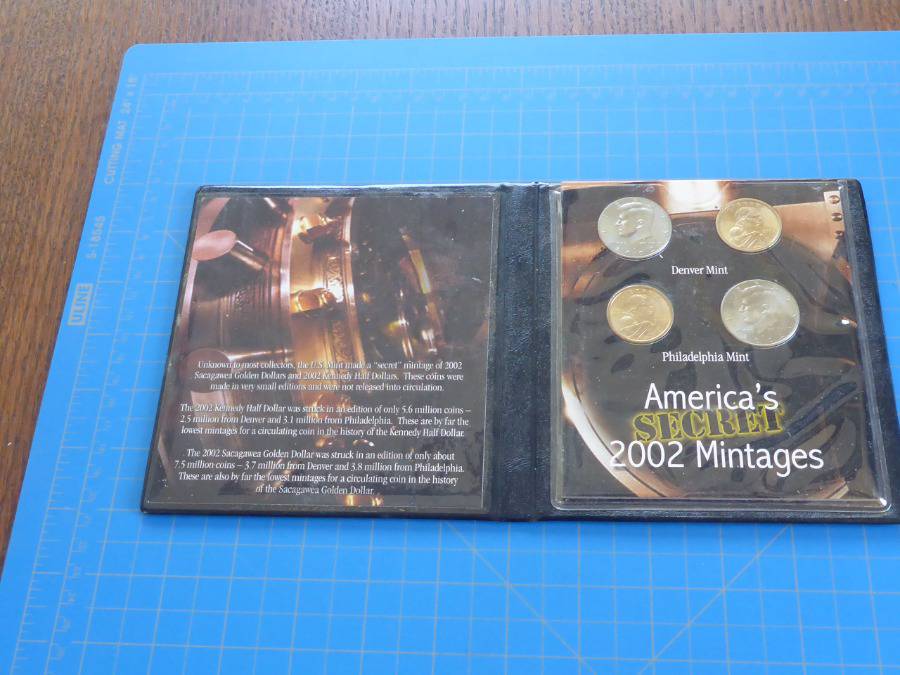 CUTTING MAT 24" x 18"
S-18545
ULINE
Unknown to most collectors, the U.S. Mint made a "secret" mintage of 2002
Sacagawea Golden Dollars and 2002 Kennedy Half Dollars. These coins were
made in very small editions and were not released into circulation.
The 2002 Kennedy Half Dollar was struck in an edition of only 5.6 million coins –
2.5 million from Denver and 3.1 million from Philadelphia. These are by far the
lowest mintages for a circulating coin in the history of the Kennedy Half Dollar.
The 2002 Sacagawea Golden Dollar was struck in an edition of only about
7.5 million coins – 3.7 million from Denver and 3.8 million from Philadelphia.
These are also by far the lowest mintages for a circulating coin in the history
of the Sacagawea Golden Dollar.
Denver Mint
Philadelphia Mint
America's
SECRET
2002 Mintages